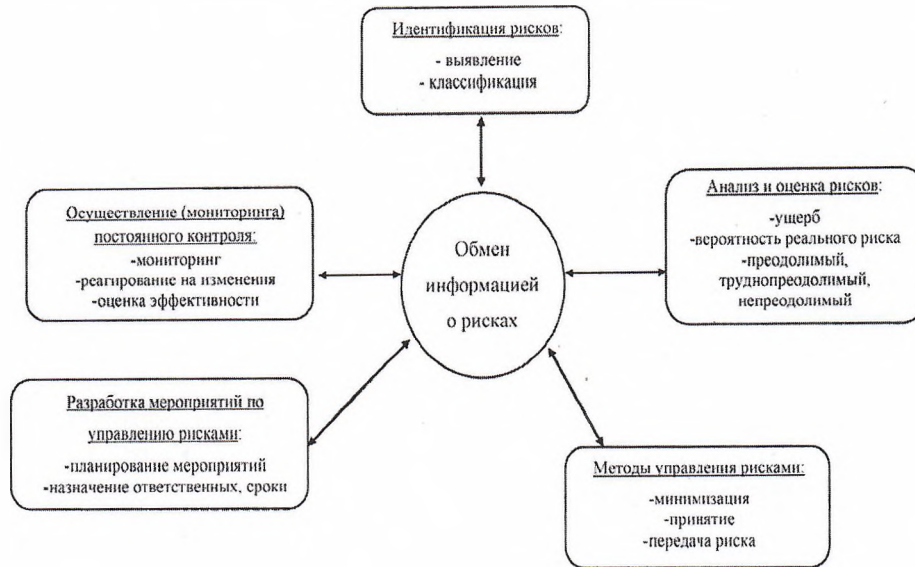 Идентификация рисков:
- выявление
- классификация
Осуществление (мониторинга)
постоянного контроля:
-мониторинг
-реагирование на изменения
-оценка эффективности
Обмен
информацией
о рисках
Анализ и оценка рисков:
-ущерб
-вероятность реального риска
-преодолимый,
труднопреодолимый,
непреодолимый
Разработка мероприятий по
управлению рисками:
-планирование мероприятий
-назначение ответственных, сроки
Методы управления рисками:
-минимизация
-принятие
-передача риска